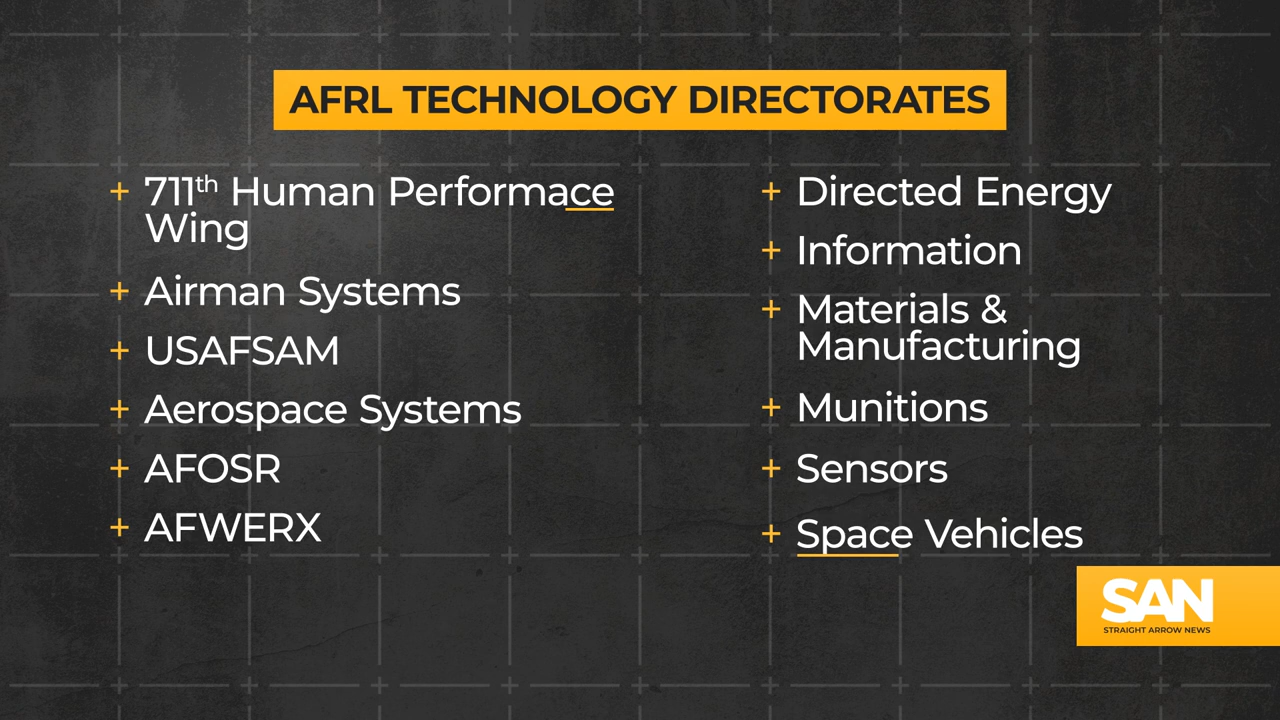 AFRL TECHNOLOGY DIRECTORATES
+ 711th Human Performace
Wing
+ Airman Systems
+ USAFSAM
+ Aerospace Systems
+ AFOSR
+ AFWERX
+ Directed Energy
+ Information
+ Materials &
Manufacturing
+ Munitions
+ Sensors
+ Space Vehicles
SAN
STRAIGHT ARROW NEWS